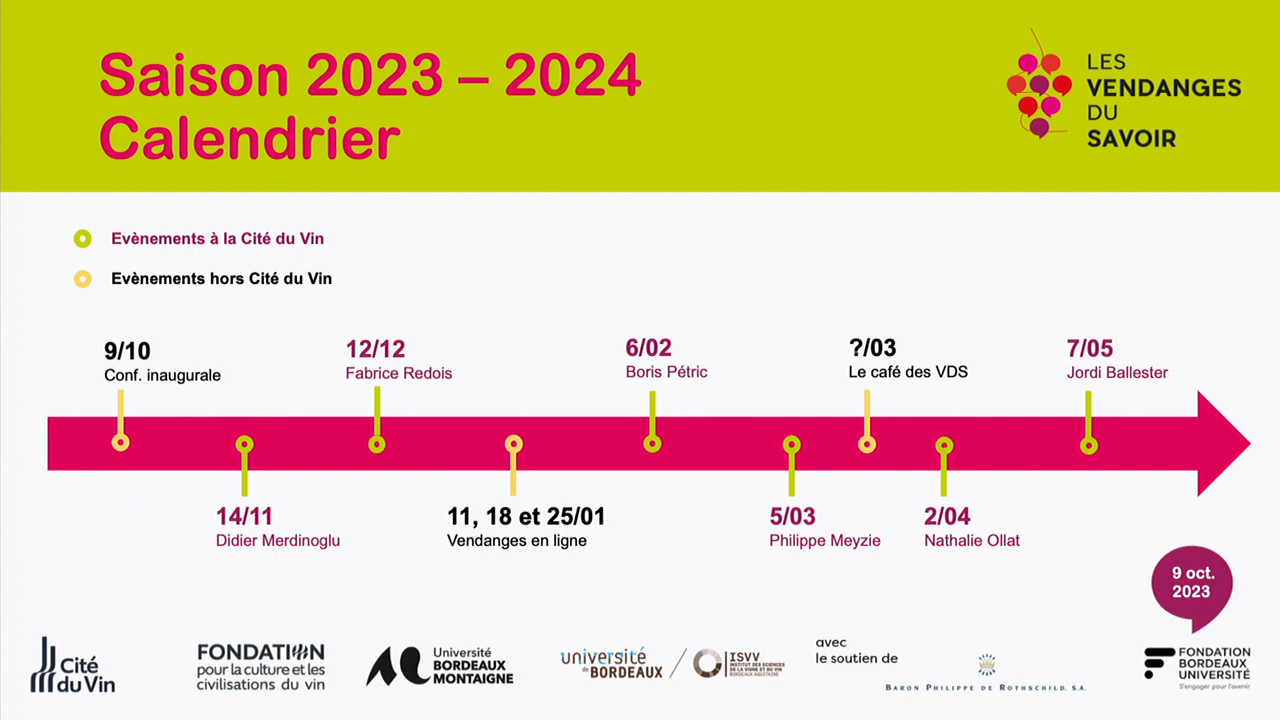 Saison 2023 – 2024
Calendrier
LES
VENDANGES
DU
SAVOIR
Evènements à la Cité du Vin
Evènements hors Cité du Vin
9/10
Conf. inaugurale
12/12
Fabrice Redois
6/02
Boris Pétric
?/03
Le café des VDS
7/05
Jordi Ballester
14/11
Didier Merdinoglu
11, 18 et 25/01
Vendanges en ligne
5/03
Philippe Meyzie
2/04
Nathalie Ollat
9 oct.
2023
Cité
du Vin
FONDATION
pour la culture et les
civilisations du vin
Université
BORDEAUX
MONTAIGNE
université
de BORDEAUX
ISVV
INSTITUT DES SCIENCES
DE LA VIGNE ET DU VIN
BORDEAUX AQUITAINE
avec
le soutien de
BARON PHILIPPE DE ROTHSCHILD, S.A.
FONDATION
BORDEAUX
UNIVERSITÉ
S'engager pour l'avenir